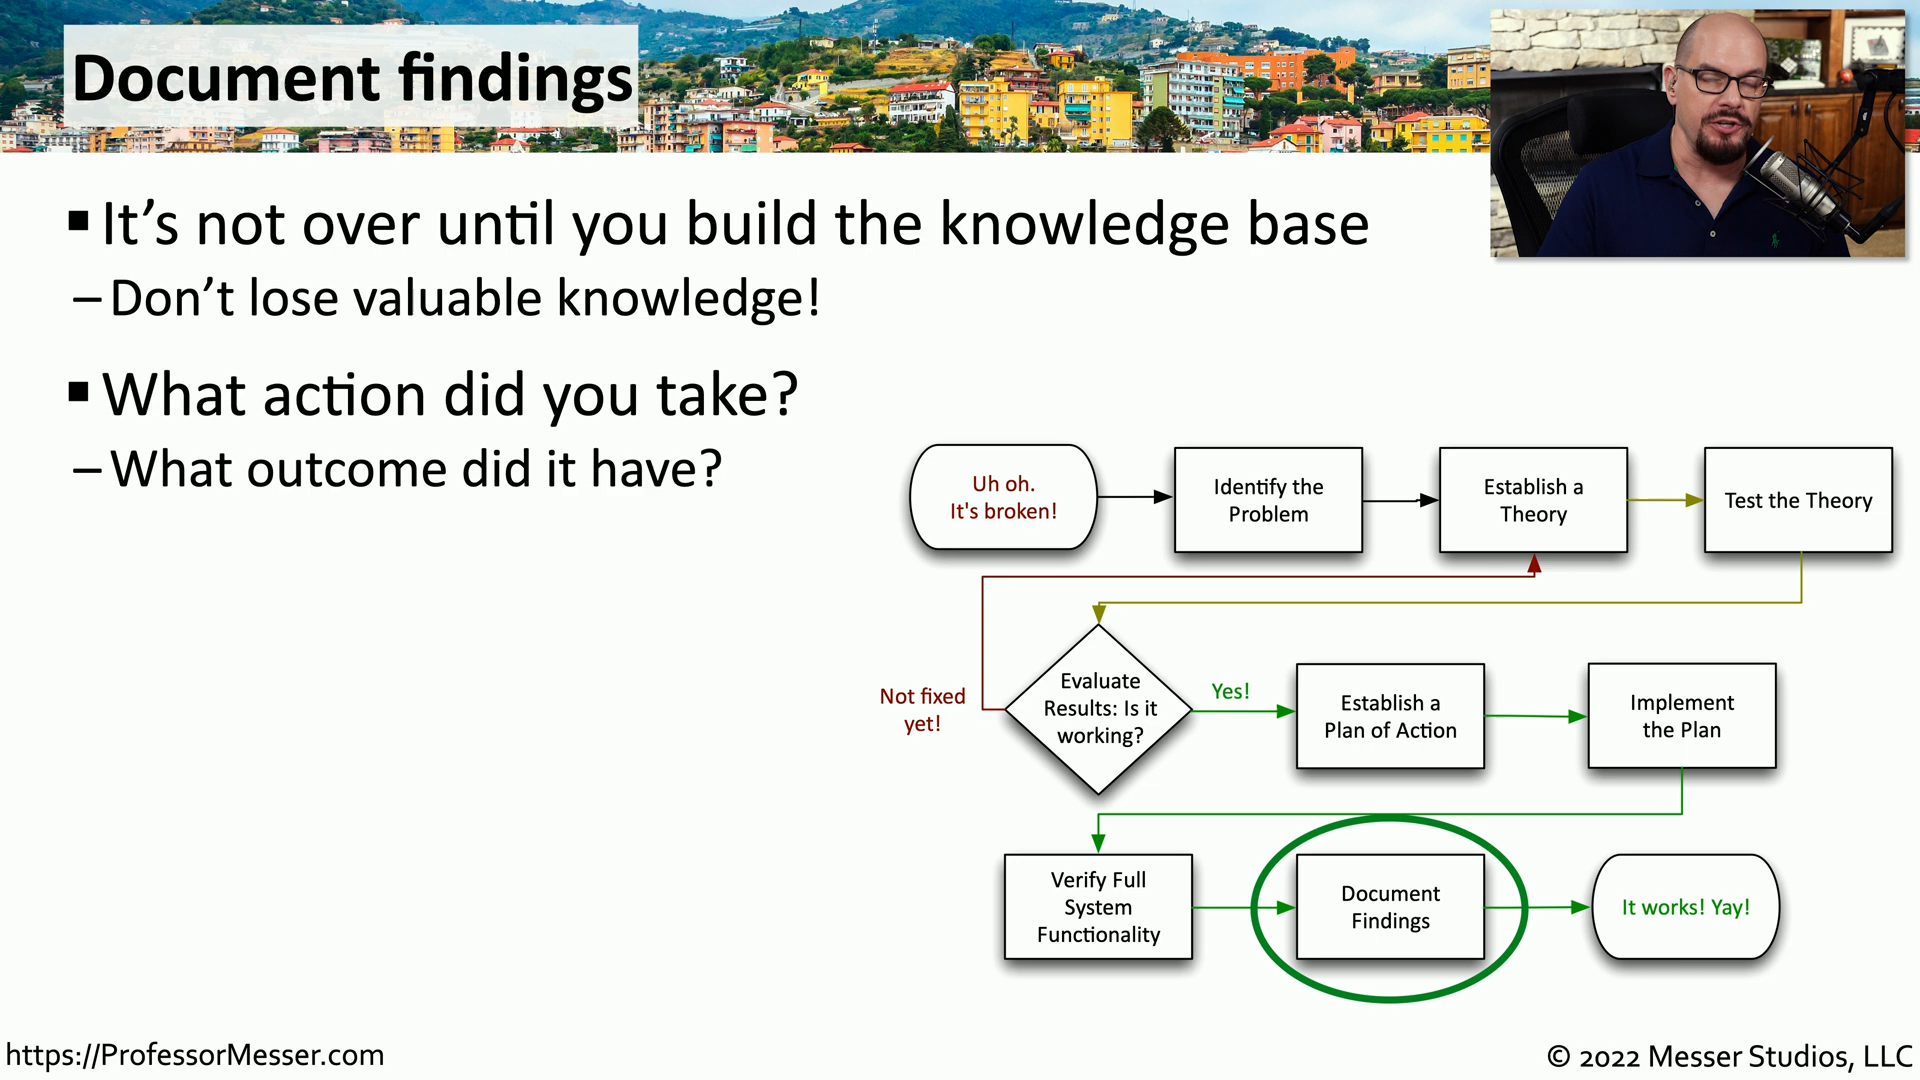 Document findings
It’s not over until you build the knowledge base
–Don’t lose valuable knowledge!
What action did you take?
–What outcome did it have?
Uh oh.
It's broken!
Identify the
Problem
Establish a
Theory
Test the Theory
Not fixed
yet!
Evaluate
Results: Is it
working?
Yes!
Establish a
Plan of Action
Implement
the Plan
Verify Full
System
Functionality
Document
Findings
It works! Yay!
https://ProfessorMesser.com
© 2022 Messer Studios, LLC